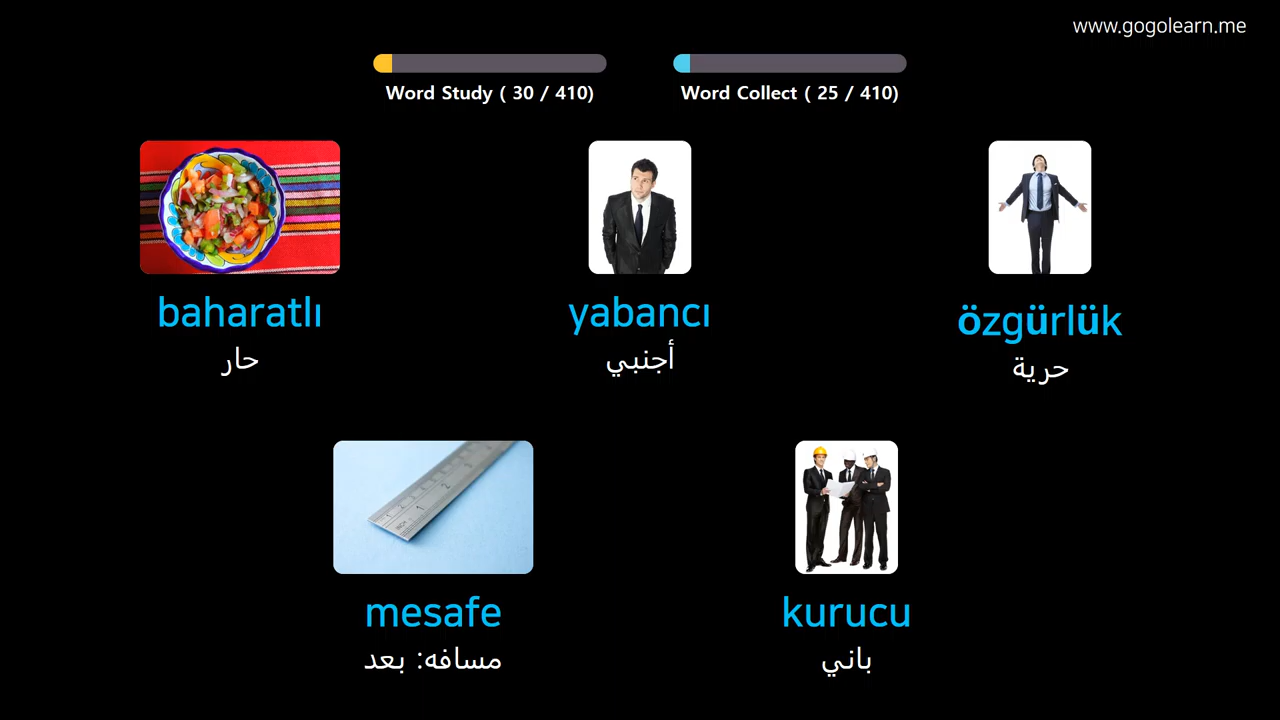 www.gogolearn.me
Word Study ( 30 / 410)
Word Collect ( 25 / 410)
baharatlı
حار
yabancı
أجنبي
özgürlük
حرية
mesafe
مسافه: بعد
kurucu
باني